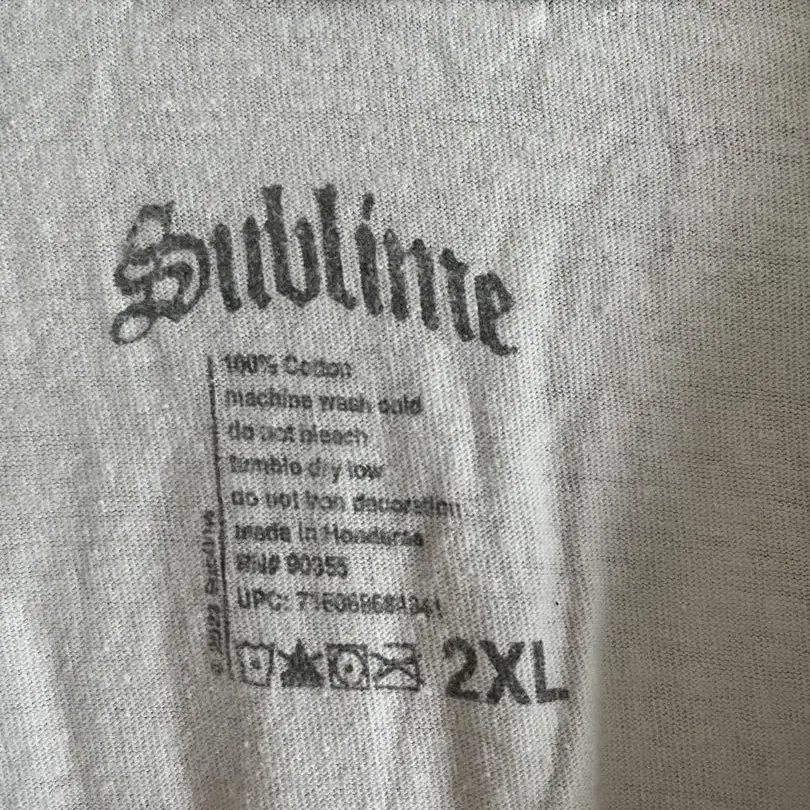 Sublime
100% Cotton
machine wash cold
do not bleach
tumble dry low
do not iron decoration
made in Honduras
RN# 90355
UPC:
2XL
Sublime